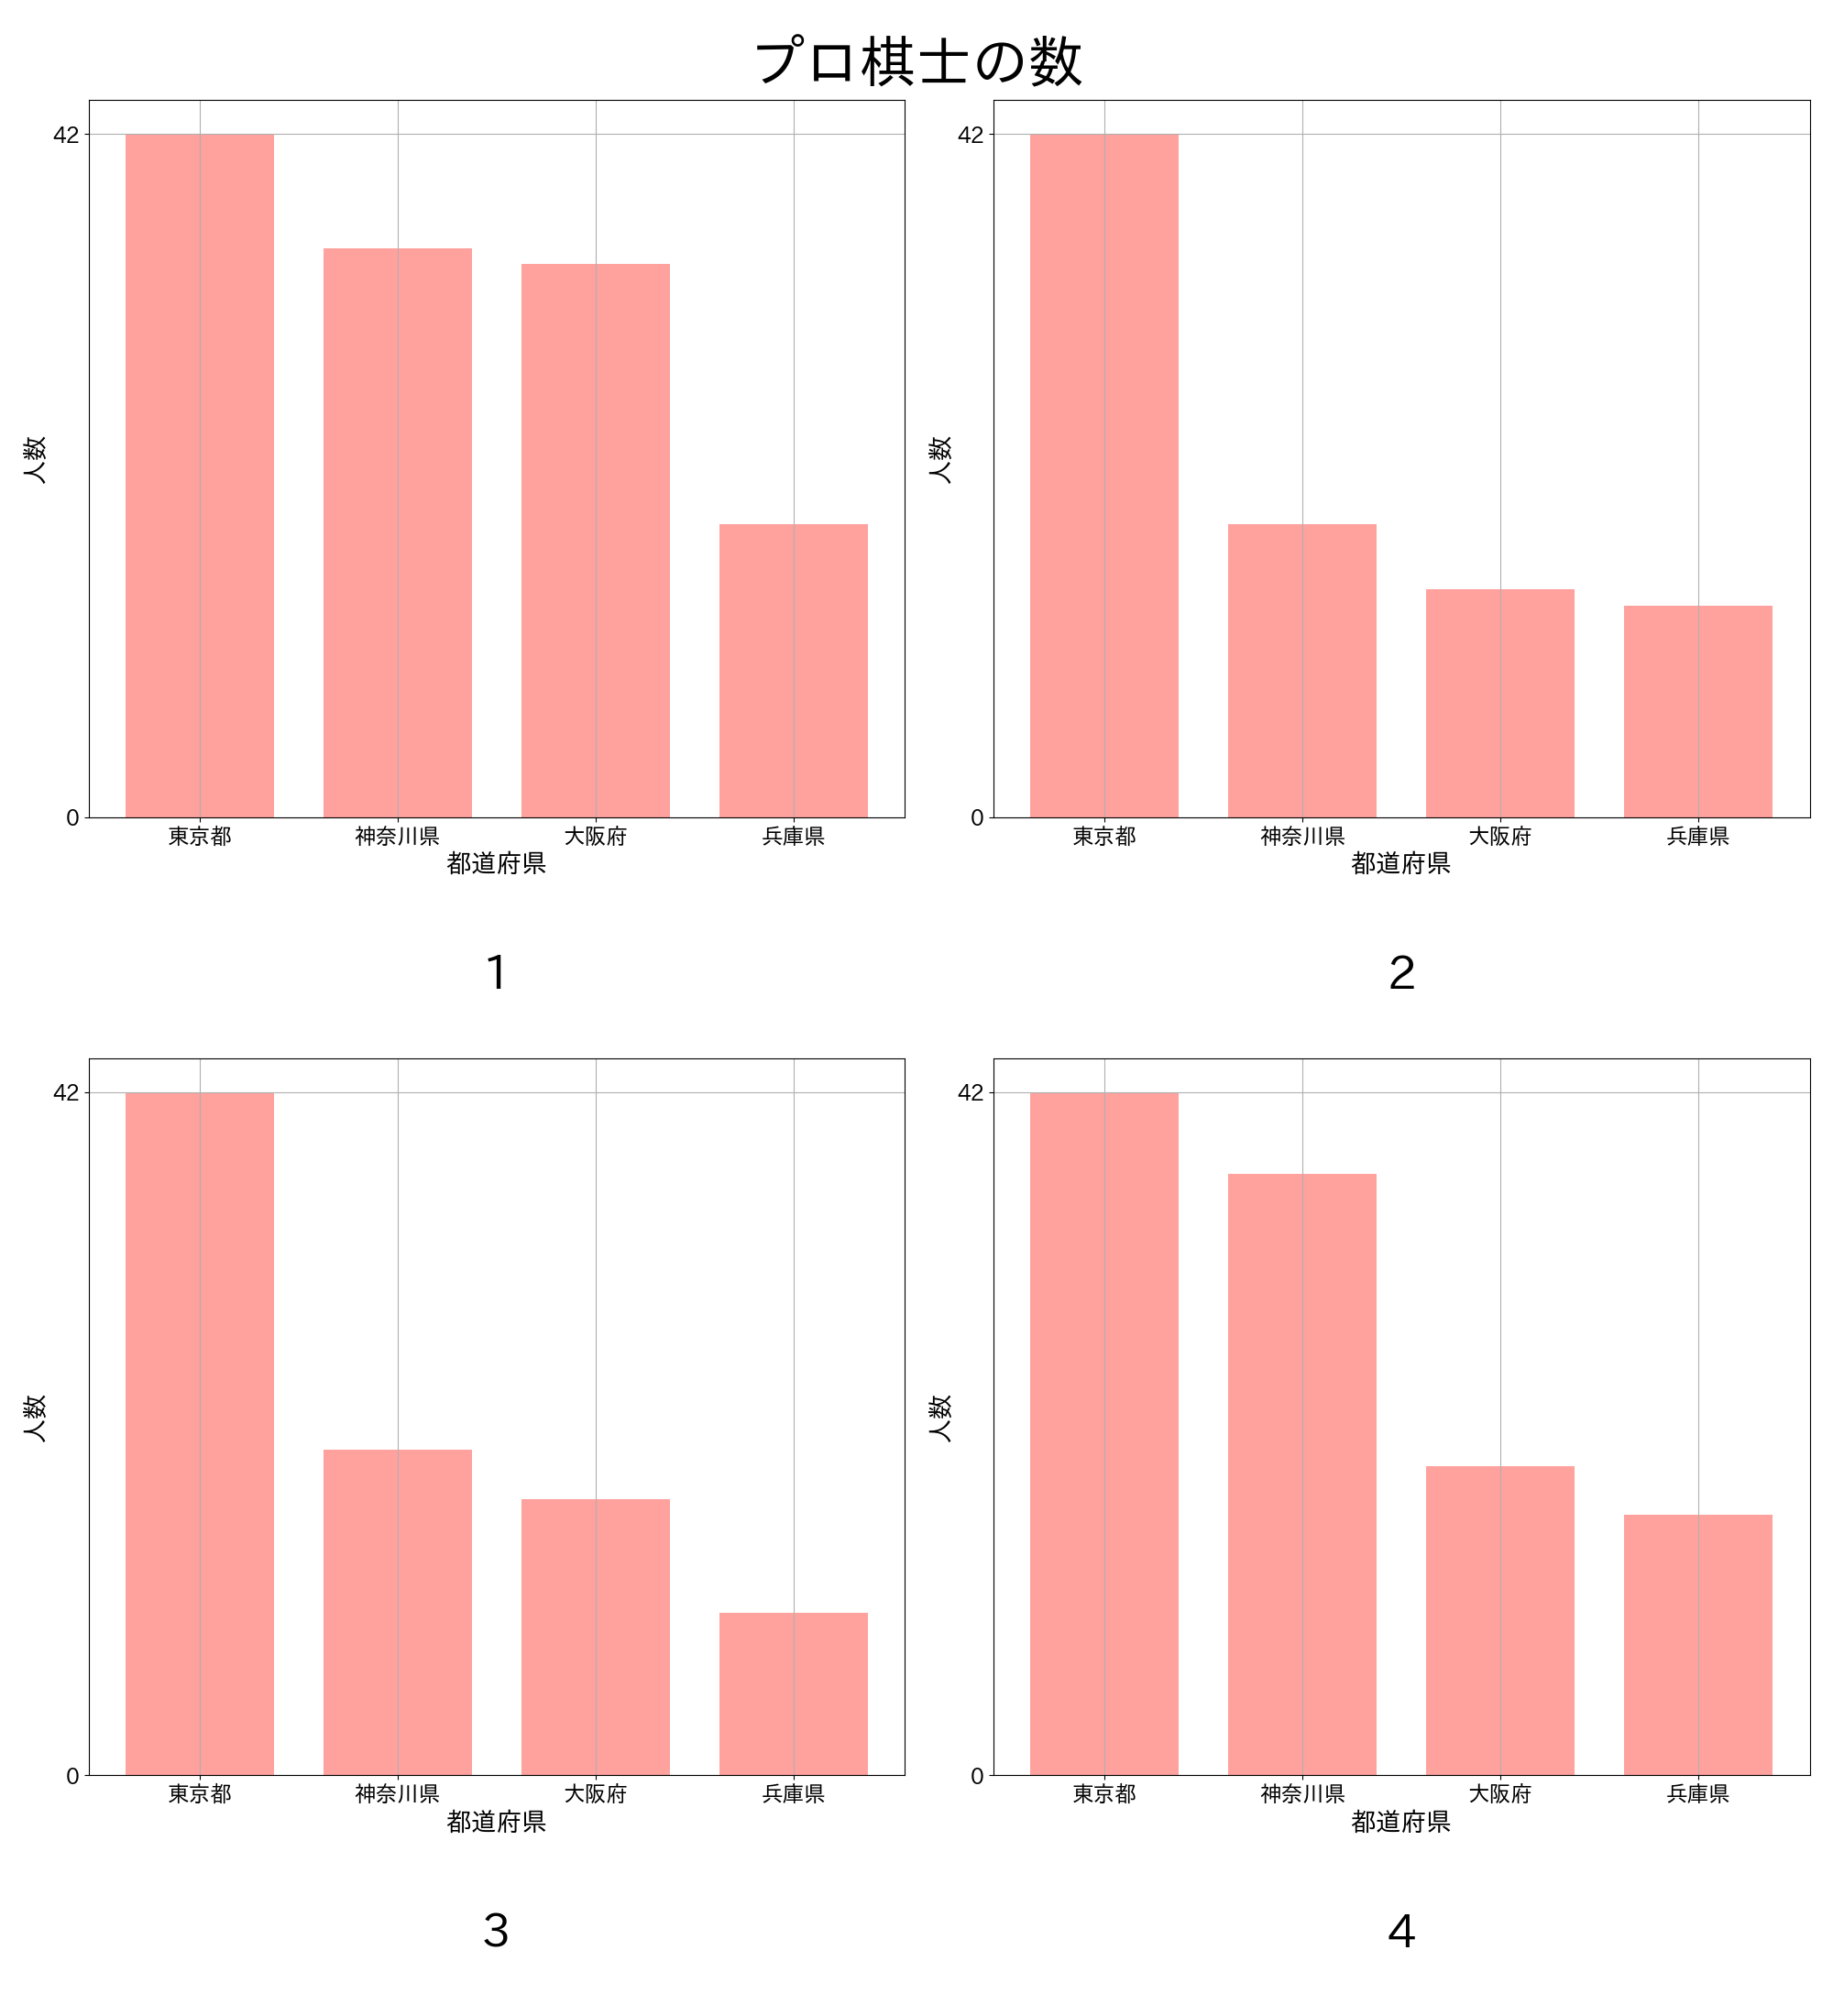 プロ棋士の数
42
0
人数
東京都 神奈川県 大阪府 兵庫県
都道府県
1
42
0
人数
東京都 神奈川県 大阪府 兵庫県
都道府県
2
42
0
人数
東京都 神奈川県 大阪府 兵庫県
都道府県
3
42
0
人数
東京都 神奈川県 大阪府 兵庫県
都道府県
4